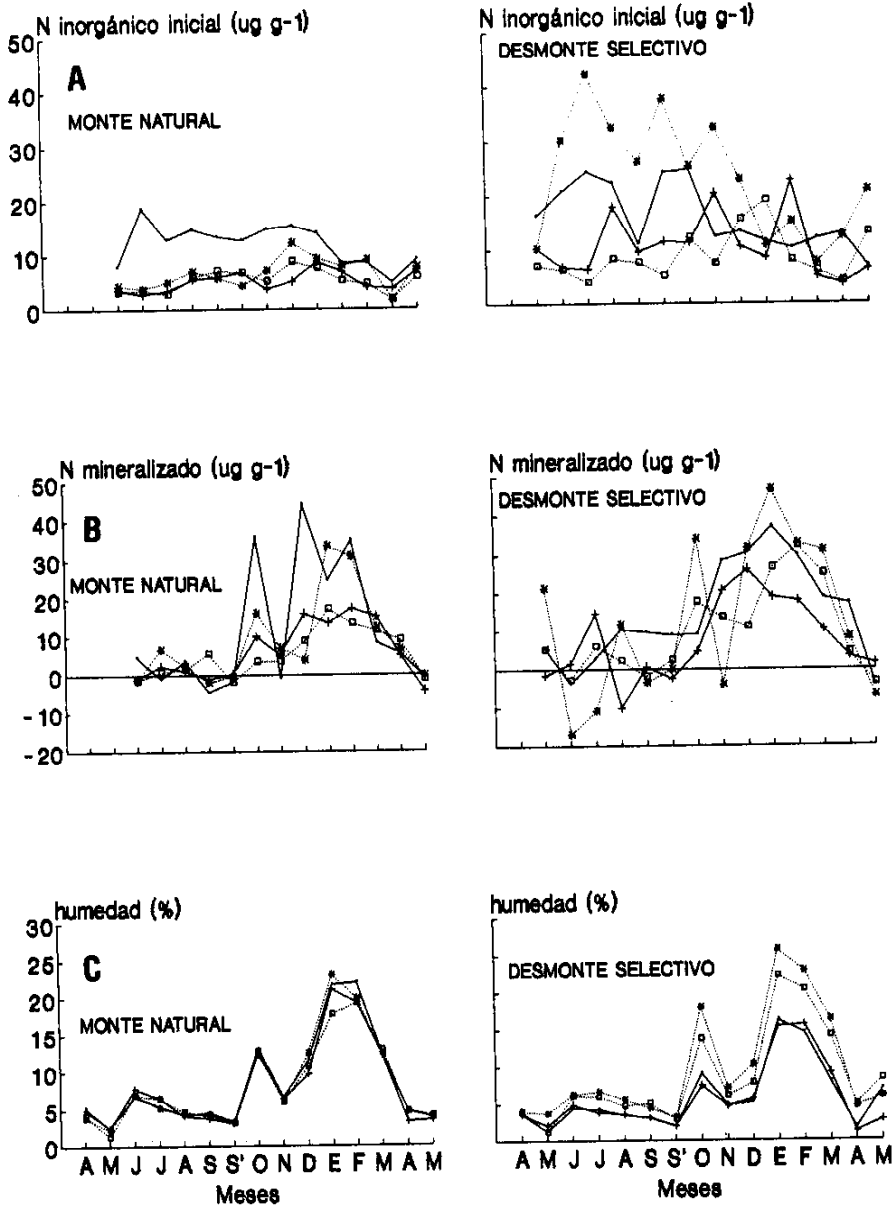 N inorgánico inicial (ug g-1)
50
40
30
20
10
0
A
MONTE NATURAL
N inorgánico inicial (ug g-1)
DESMONTE SELECTIVO
N mineralizado (ug g-1)
50
40
30
20
10
0
-10
-20
B
MONTE NATURAL
N mineralizado (ug g-1)
DESMONTE SELECTIVO
humedad (%)
30
25
20
15
10
5
0
C
MONTE NATURAL
A M J J A S S' O N D E F M A M
Meses
humedad (%)
DESMONTE SELECTIVO
A M J J A S S' O N D E F M A M
Meses